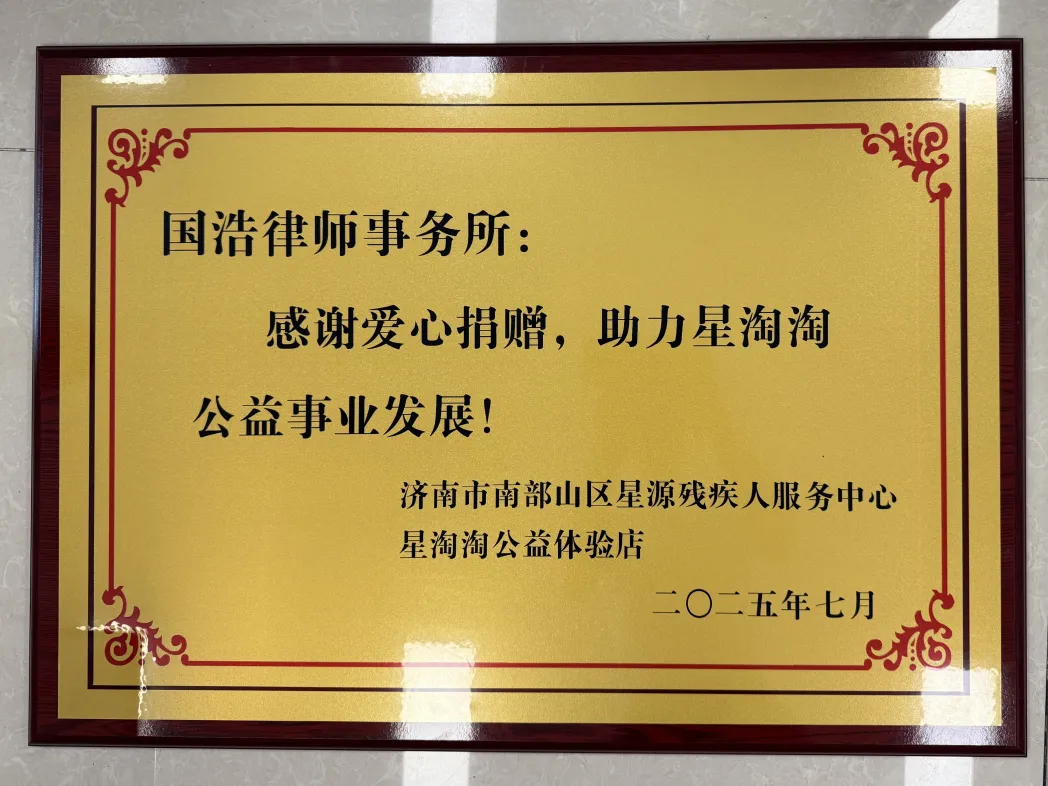 国浩律师事务所：
感谢爱心捐赠，助力星淘淘
公益事业发展！
济南市南部山区星源残疾人服务中心
星淘淘公益体验店
二〇二五年七月